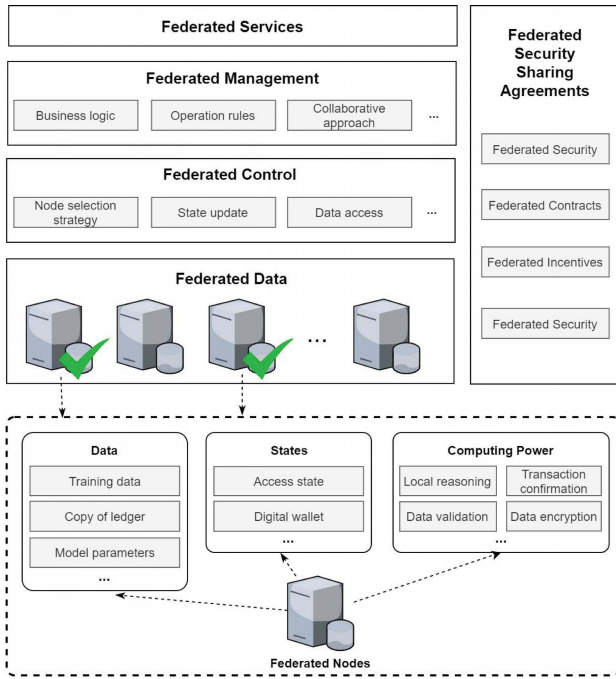 Federated Services
Federated Management
Business logic
Operation rules
Collaborative
approach
...
Federated Control
Node selection
strategy
State update
Data access
...
Federated Data
...
Federated
Security
Sharing
Agreements
Federated Security
Federated Contracts
Federated Incentives
Federated Security
Data
Training data
Copy of ledger
Model parameters
...
States
Access state
Digital wallet
...
Computing Power
Local reasoning
Transaction
confirmation
Data validation
Data encryption
...
Federated Nodes